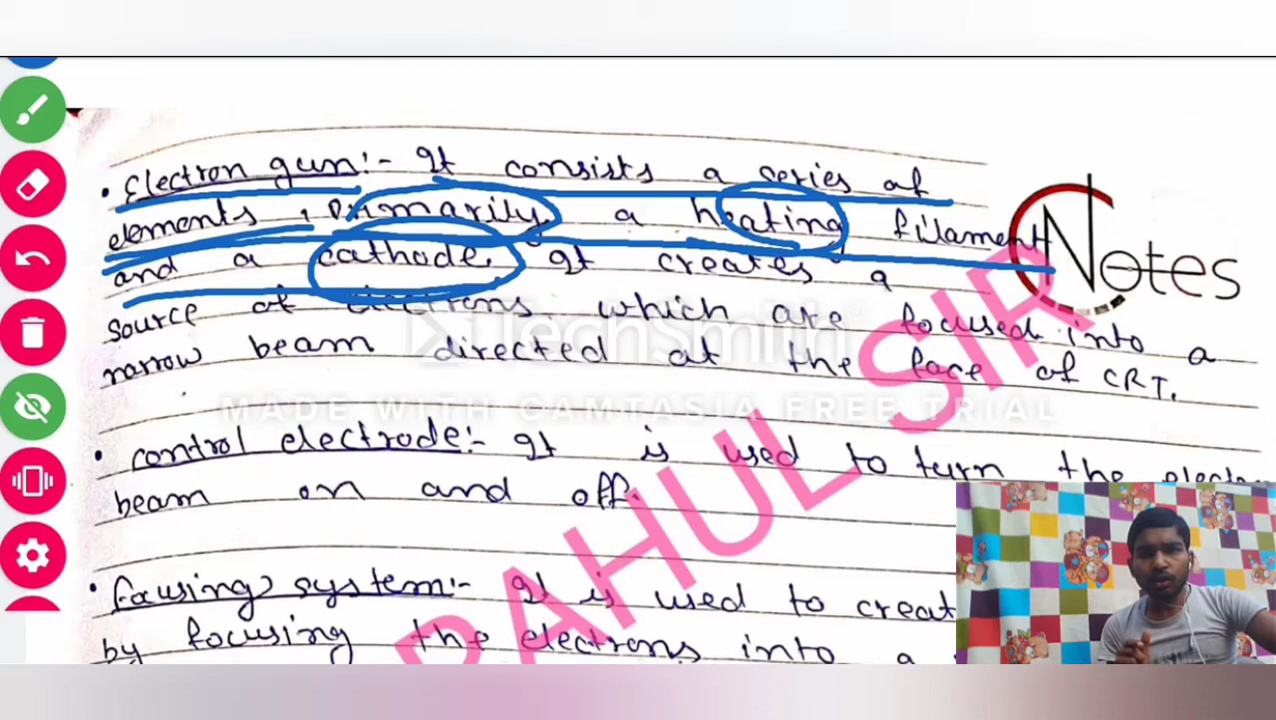 • Electron gun:- It consists a series of
elements, primarily a heating filament
and a cathode. It creates a
source of electrons which are focused into a
narrow beam directed at the face of CRT.
• control electrode:- It is used to turn the
beam on and off.
• focusing system:- It is used to
by focusing the electrons into a
CNotes
TechSmith
MADE WITH CAMTASIA FREE TRIAL
RAHUL SIR